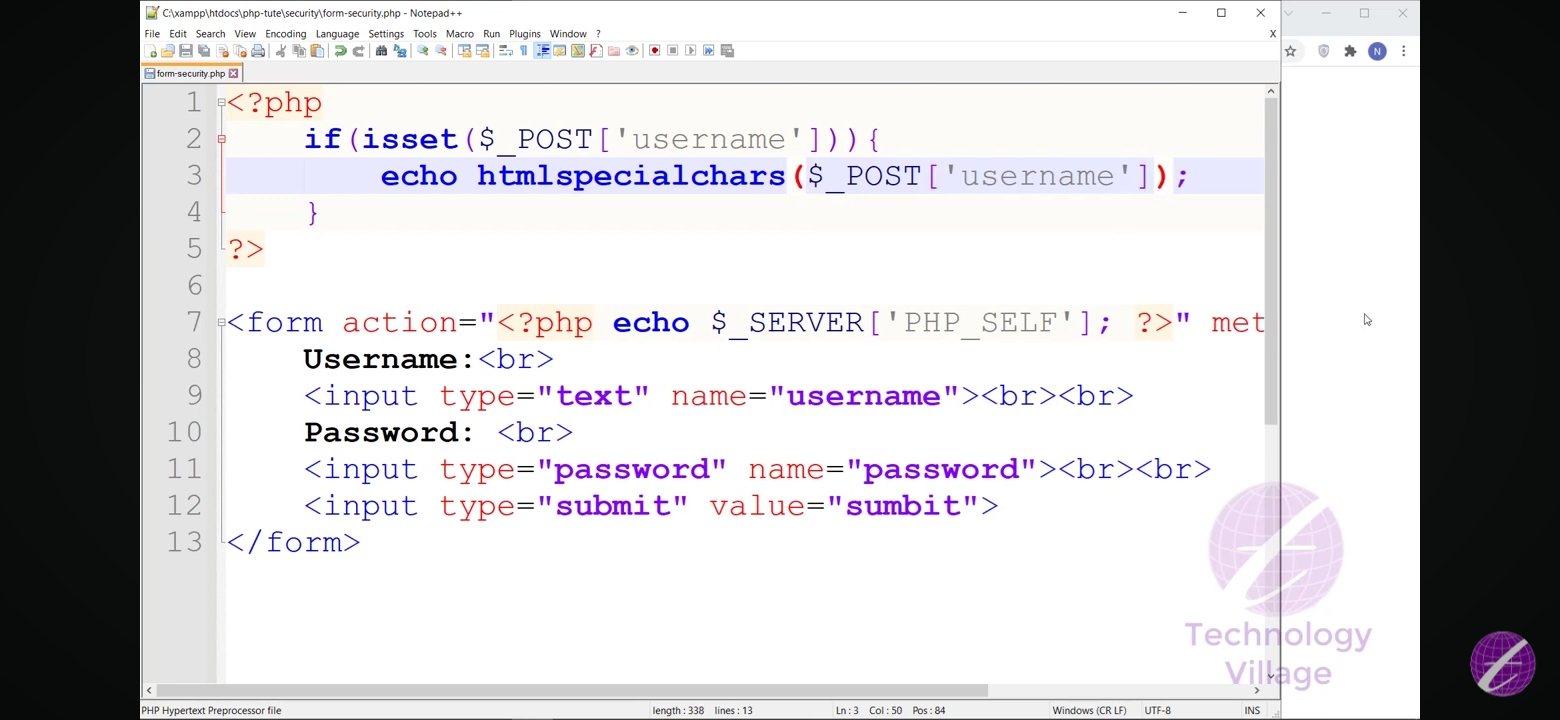 C:\xampp\htdocs\php-tute\security\form-security.php - Notepad++
File Edit Search View Encoding Language Settings Tools Macro Run Plugins Window ? X
form-security.php
1 <?php
2 if(isset($_POST['username'])){
3 echo htmlspecialchars($_POST['username']);
4 }
5 ?>
6
7 <form action="<?php echo $_SERVER['PHP_SELF']; ?>" met
8 Username:<br>
9 <input type="text" name="username"><br><br>
10 Password: <br>
11 <input type="password" name="password"><br><br>
12 <input type="submit" value="sumbit">
13 </form>
N
Technology
Village
PHP Hypertext Preprocessor file length : 338 lines : 13 Ln : 3 Col : 50 Pos : 84 Windows (CR LF) UTF-8 INS